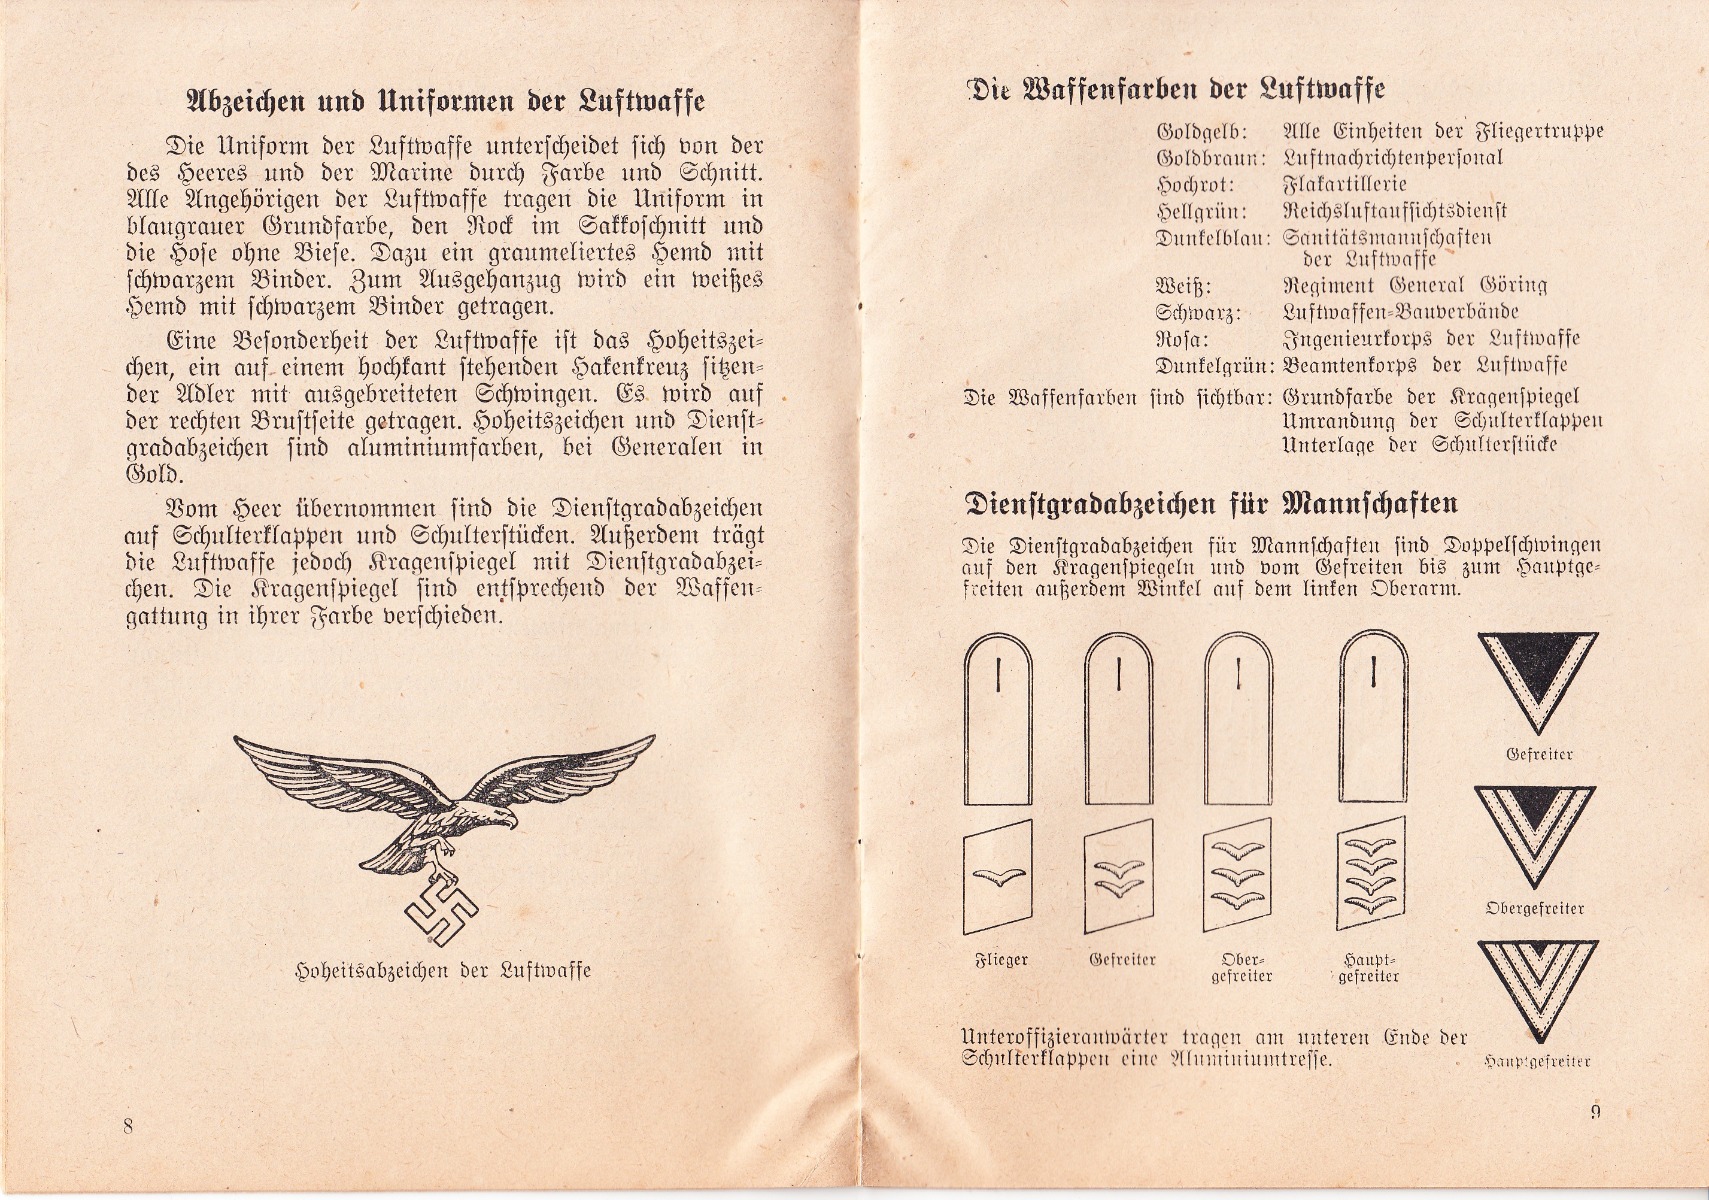 Abzeichen und Uniformen der Luftwaffe
Die Uniform der Luftwaffe unterscheidet sich von der
des Heeres und der Marine durch Farbe und Schnitt.
Alle Angehörigen der Luftwaffe tragen die Uniform in
blaugrauer Grundfarbe, den Rock im Sakkoschnitt und
die Hose ohne Biese. Dazu ein graumeliertes Hemd mit
schwarzem Binder. Zum Ausgehanzug wird ein weißes
Hemd mit schwarzem Binder getragen.
Eine Besonderheit der Luftwaffe ist das Hoheitszei-
chen, ein auf einem hochkant stehenden Hakenkreuz sitzen-
der Adler mit ausgebreiteten Schwingen. Es wird auf
der rechten Brustseite getragen. Hoheitszeichen und Dienst-
gradabzeichen sind aluminiumfarben, bei Generalen in
Gold.
Vom Heer übernommen sind die Dienstgradabzeichen
auf Schulterklappen und Schulterstücken. Außerdem trägt
die Luftwaffe jedoch Kragenspiegel mit Dienstgradabzei-
chen. Die Kragenspiegel sind entsprechend der Waffen-
gattung in ihrer Farbe verschieden.
Hoheitsabzeichen der Luftwaffe
8
Die Waffenfarben der Luftwaffe
Goldgelb: Alle Einheiten der Fliegertruppe
Goldbraun: Luftnachrichtenpersonal
Hochrot: Flakartillerie
Hellgrün: Reichsluftaufsichtsdienst
Dunkelblau: Sanitätsmannschaften
der Luftwaffe
Weiß: Regiment General Göring
Schwarz: Luftwaffen-Bauverbände
Rosa: Ingenieurkorps der Luftwaffe
Dunkelgrün: Beamtenkorps der Luftwaffe
Die Waffenfarben sind sichtbar: Grundfarbe der Kragenspiegel
Umrandung der Schulterklappen
Unterlage der Schulterstücke
Dienstgradabzeichen für Mannschaften
Die Dienstgradabzeichen für Mannschaften sind Doppelschwingen
auf den Kragenspiegeln und vom Gefreiten bis zum Hauptge-
freiten außerdem Winkel auf dem linken Oberarm.
Gefreiter
Obergefreiter
Hauptgefreiter
Flieger Gefreiter Ober- Haupt-
gefreiter gefreiter
Unteroffizieranwärter tragen am unteren Ende der
Schulterklappen eine Aluminiumtresse.
9